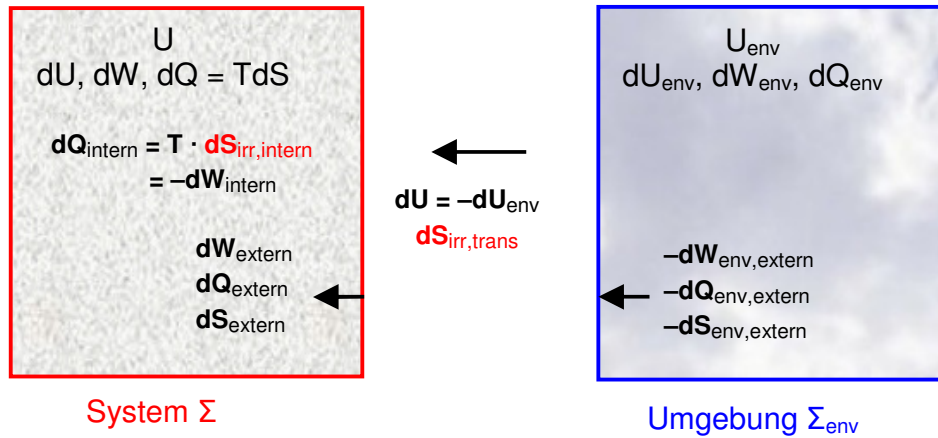 U
dU, dW, dQ = TdS
dQintern = T · dSirr,intern
= –dWintern
dWextern
dQextern
dSextern
System Σ
dU = –dUenv
dSirr,trans
Uenv
dUenv, dWenv, dQenv
–dWenv,extern
–dQenv,extern
–dSenv,extern
Umgebung Σenv